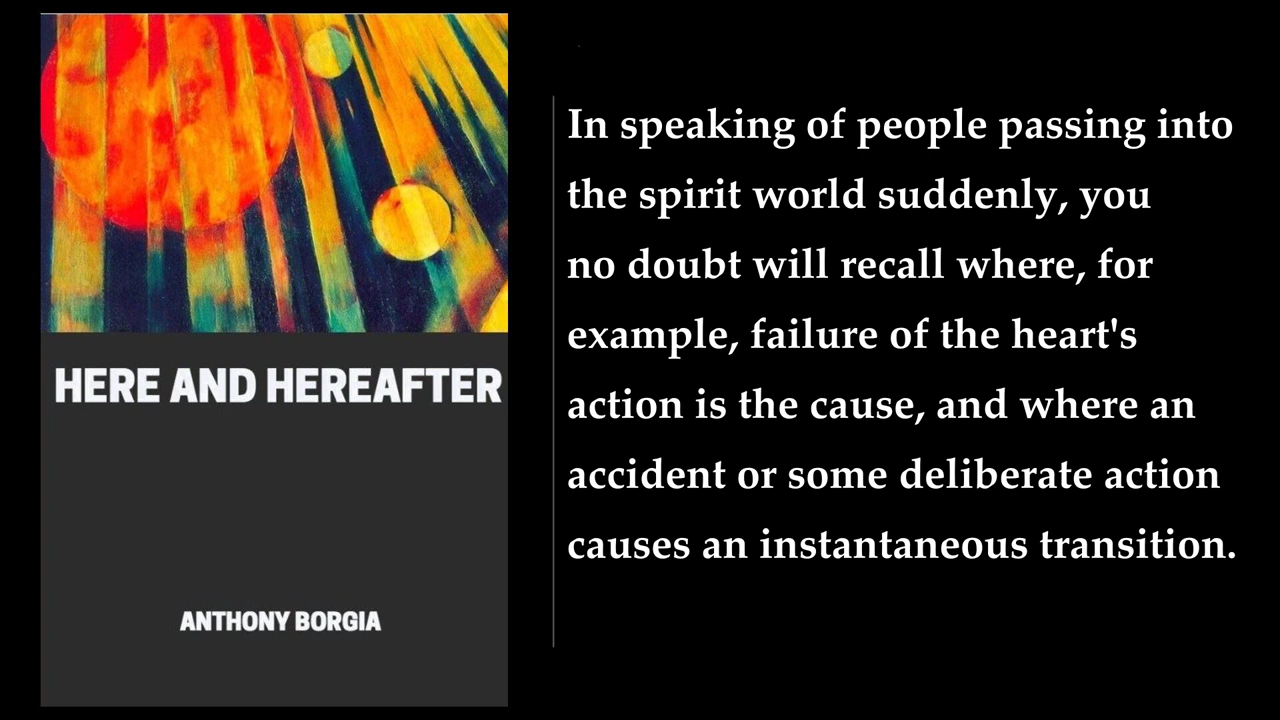 HERE AND HEREAFTER
ANTHONY BORGIA
In speaking of people passing into
the spirit world suddenly, you
no doubt will recall where, for
example, failure of the heart's
action is the cause, and where an
accident or some deliberate action
causes an instantaneous transition.